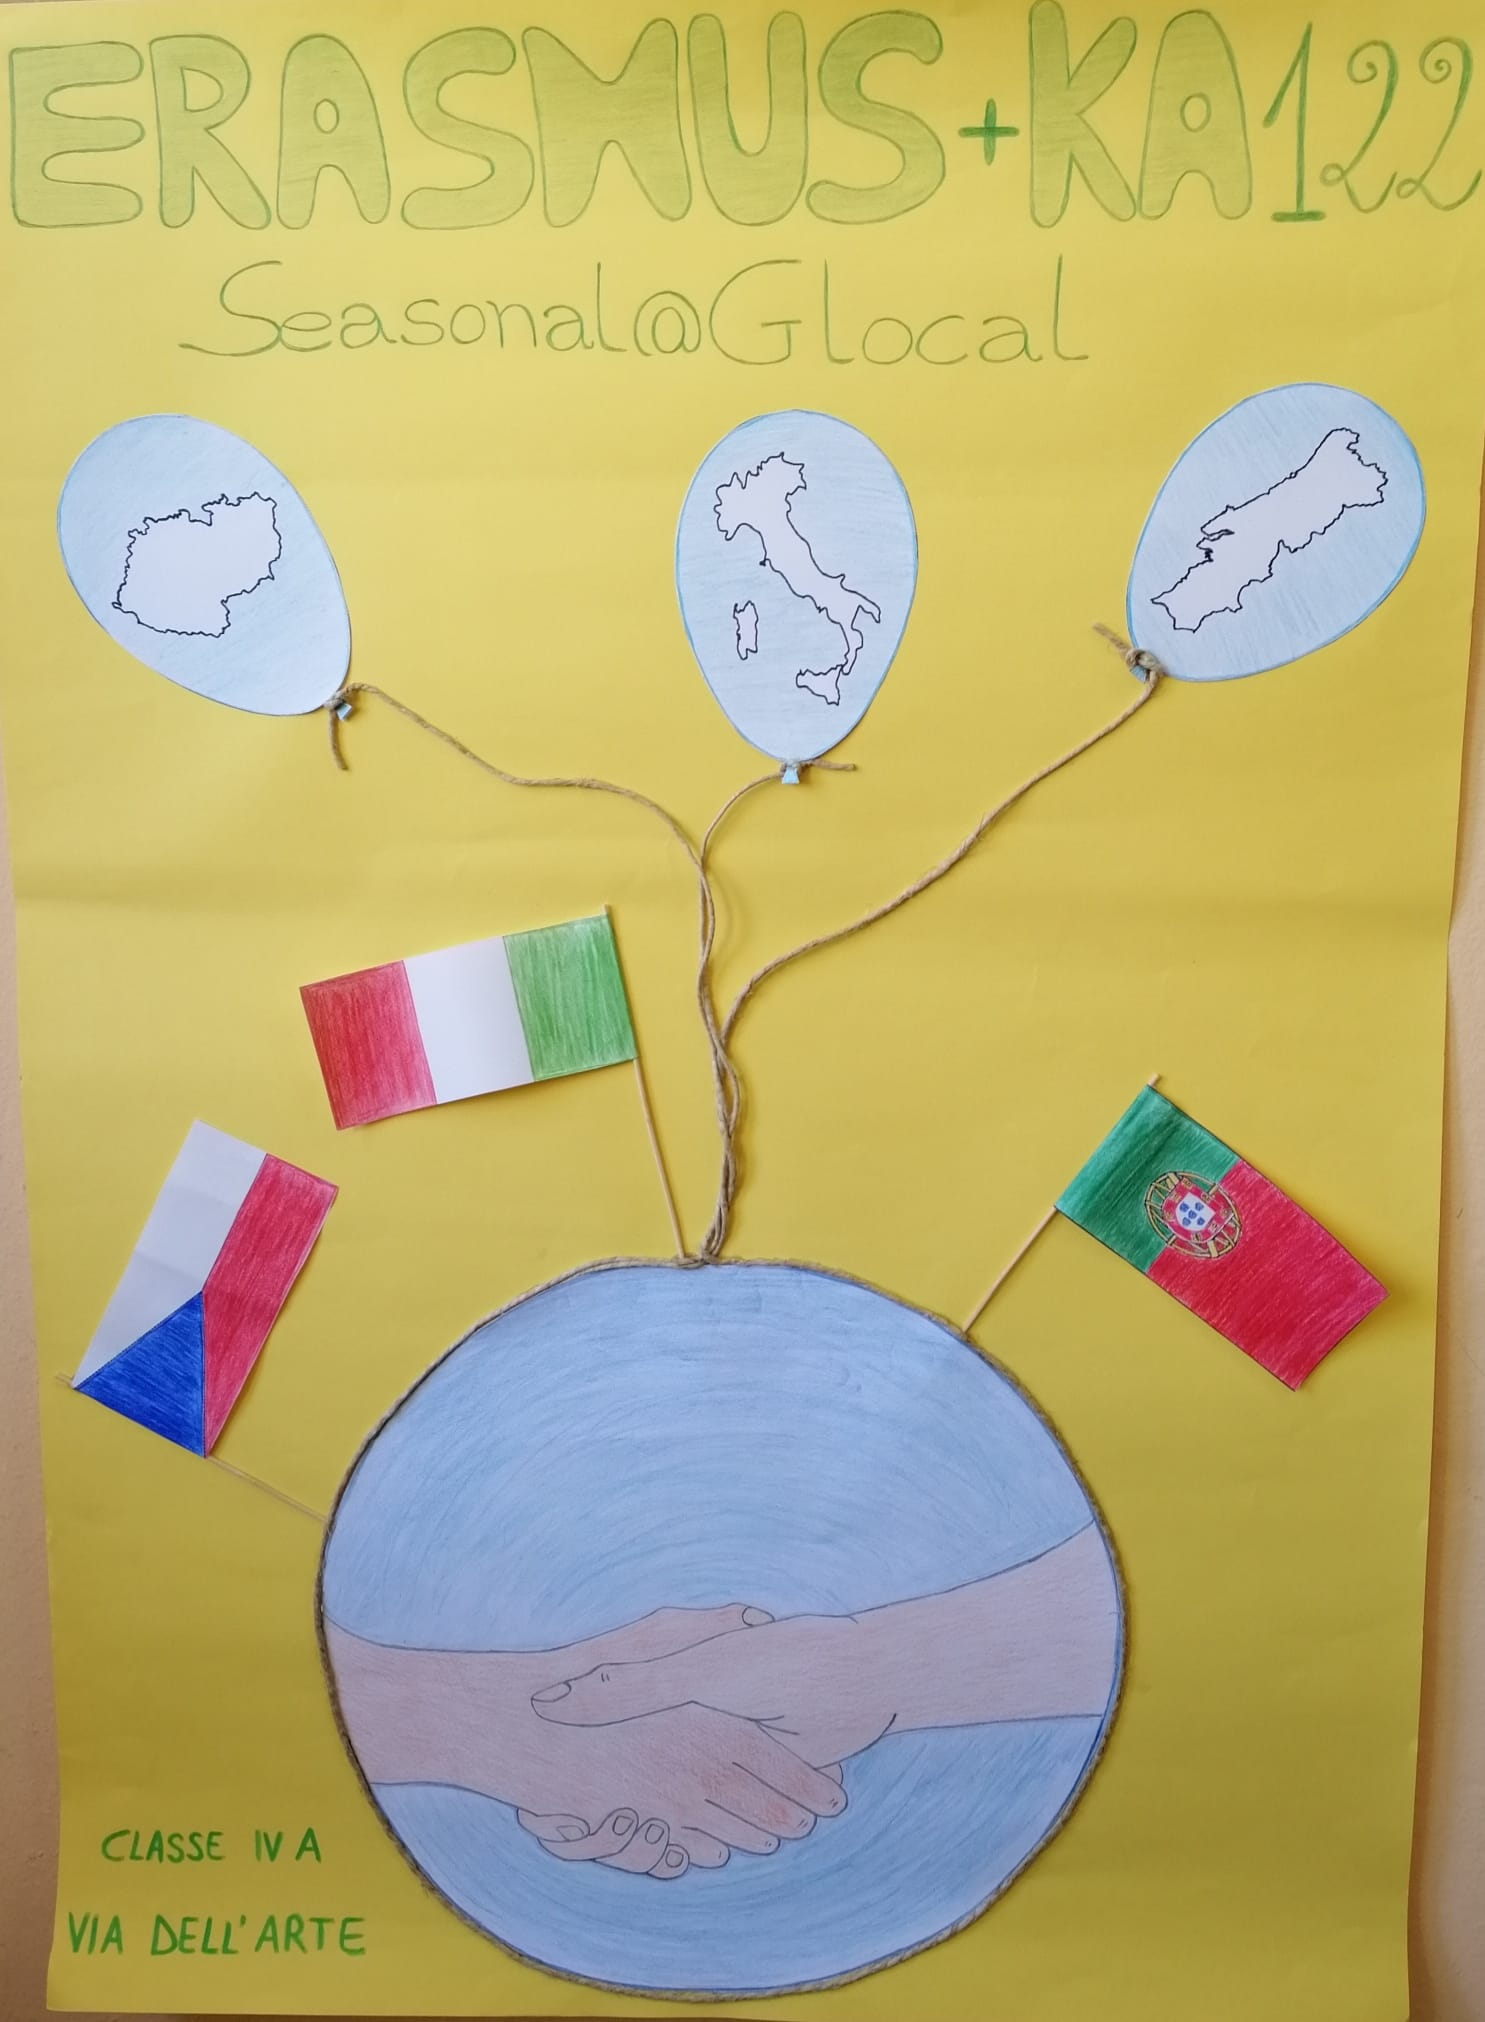 ERASMUS+KA122
Seasonal@Glocal
CLASSE IV A
VIA DELL'ARTE